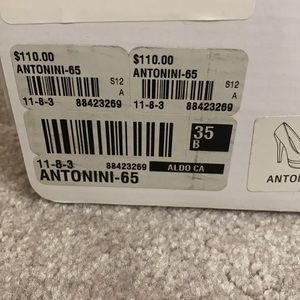 $110.00
ANTONINI-65
S12
A
11-8-3 88423269
$110.00
ANTONINI-65
S12
A
11-8-3 88423269
35
B
11-8-3 88423269 ALDO CA
ANTONINI-65
ANTON